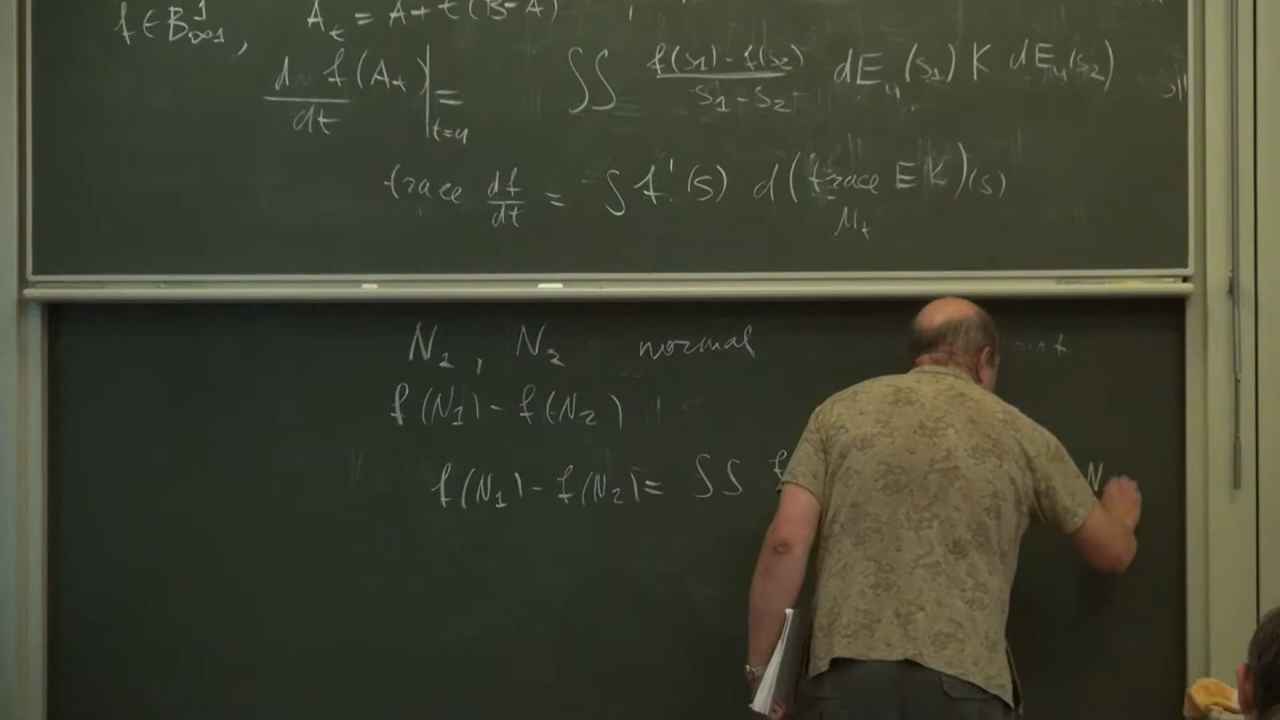 f ∈ B¹∞1, A_t = A + t(B-A)
d f(A_t)/dt |_{t=u} = ∫∫ (f(s₁) - f(s₂))/(s₁ - s₂) dE_u(s₁) K dE_u(s₂)
trace df/dt = ∫ f'(s) d(trace E K)(s)
μ_t
N₁, N₂ normal
f(N₁) - f(N₂)
f(N₁) - f(N₂) = ∫∫ f N